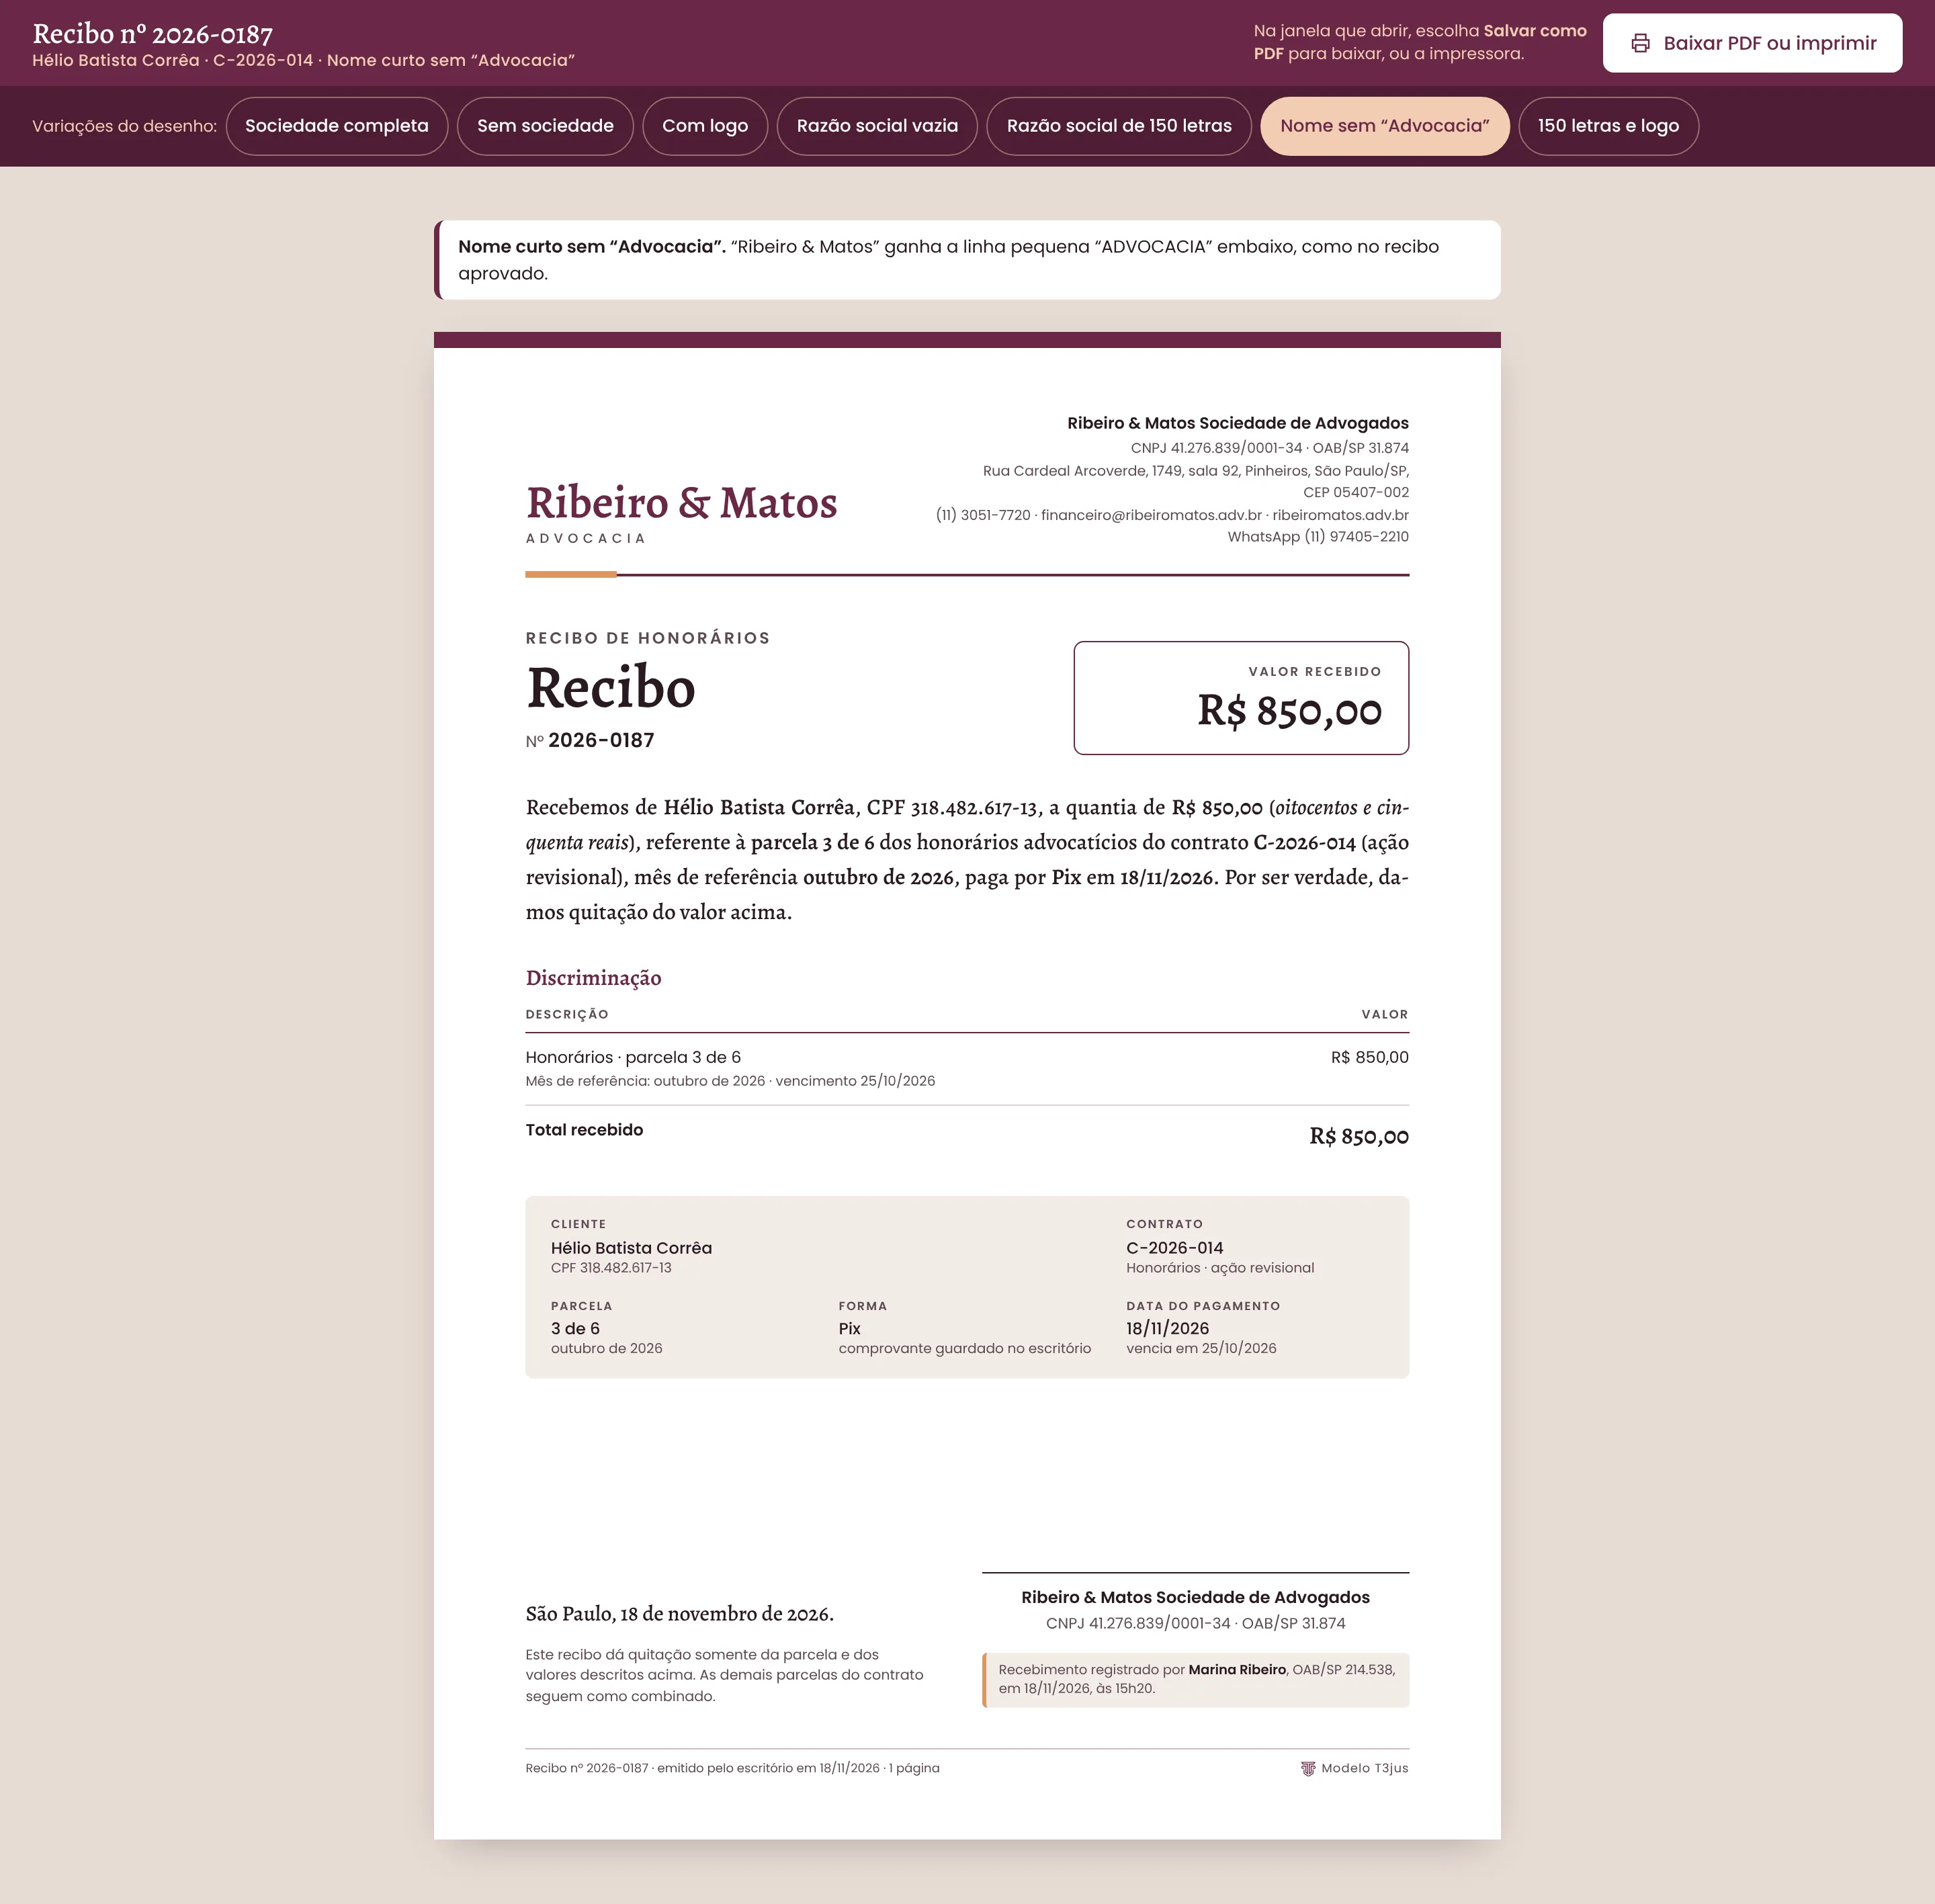 Recibo nº 2026-0187
Hélio Batista Corrêa · C-2026-014 · Nome curto sem “Advocacia”
Na janela que abrir, escolha Salvar como
PDF para baixar, ou a impressora.
Baixar PDF ou imprimir
Variações do desenho:
Sociedade completa
Sem sociedade
Com logo
Razão social vazia
Razão social de 150 letras
Nome sem “Advocacia”
150 letras e logo
Nome curto sem “Advocacia”. “Ribeiro & Matos” ganha a linha pequena “ADVOCACIA” embaixo, como no recibo
aprovado.
Ribeiro & Matos
ADVOCACIA
Ribeiro & Matos Sociedade de Advogados
CNPJ 41.276.839/0001-34 · OAB/SP 31.874
Rua Cardeal Arcoverde, 1749, sala 92, Pinheiros, São Paulo/SP,
CEP 05407-002
(11) 3051-7720 · financeiro@ribeiromatos.adv.br · ribeiromatos.adv.br
WhatsApp (11) 97405-2210
RECIBO DE HONORÁRIOS
Recibo
Nº 2026-0187
VALOR RECEBIDO
R$ 850,00
Recebemos de Hélio Batista Corrêa, CPF 318.482.617-13, a quantia de R$ 850,00 (oitocentos e cin-
quenta reais), referente à parcela 3 de 6 dos honorários advocatícios do contrato C-2026-014 (ação
revisional), mês de referência outubro de 2026, paga por Pix em 18/11/2026. Por ser verdade, da-
mos quitação do valor acima.
Discriminação
DESCRIÇÃO
VALOR
Honorários · parcela 3 de 6
R$ 850,00
Mês de referência: outubro de 2026 · vencimento 25/10/2026
Total recebido
R$ 850,00
CLIENTE
Hélio Batista Corrêa
CPF 318.482.617-13
CONTRATO
C-2026-014
Honorários · ação revisional
PARCELA
3 de 6
outubro de 2026
FORMA
Pix
comprovante guardado no escritório
DATA DO PAGAMENTO
18/11/2026
vencia em 25/10/2026
São Paulo, 18 de novembro de 2026.
Este recibo dá quitação somente da parcela e dos
valores descritos acima. As demais parcelas do contrato
seguem como combinado.
Ribeiro & Matos Sociedade de Advogados
CNPJ 41.276.839/0001-34 · OAB/SP 31.874
Recebimento registrado por Marina Ribeiro, OAB/SP 214.538,
em 18/11/2026, às 15h20.
Recibo nº 2026-0187 · emitido pelo escritório em 18/11/2026 · 1 página
Modelo T3jus